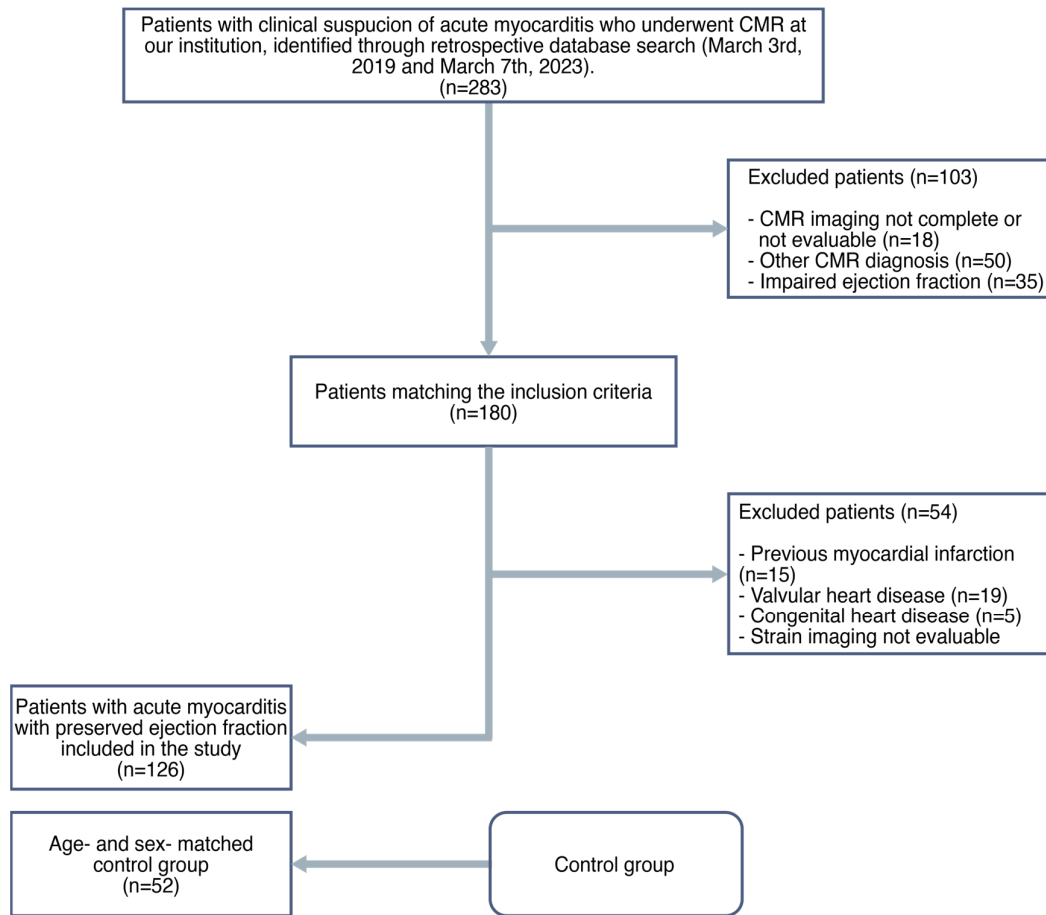 Patients with clinical suspucion of acute myocarditis who underwent CMR at
our institution, identified through retrospective database search (March 3rd,
2019 and March 7th, 2023).
(n=283)
Excluded patients (n=103)
- CMR imaging not complete or
not evaluable (n=18)
- Other CMR diagnosis (n=50)
- Impaired ejection fraction (n=35)
Patients matching the inclusion criteria
(n=180)
Excluded patients (n=54)
- Previous myocardial infarction
(n=15)
- Valvular heart disease (n=19)
- Congenital heart disease (n=5)
- Strain imaging not evaluable
Patients with acute myocarditis
with preserved ejection fraction
included in the study
(n=126)
Age- and sex- matched
control group
(n=52)
Control group